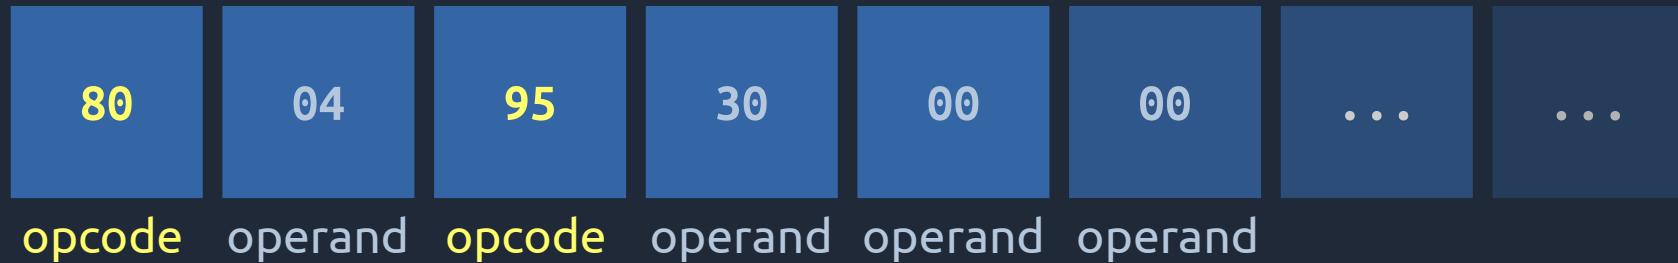 80 04 95 30 00 00 ... ...
opcode operand opcode operand operand operand